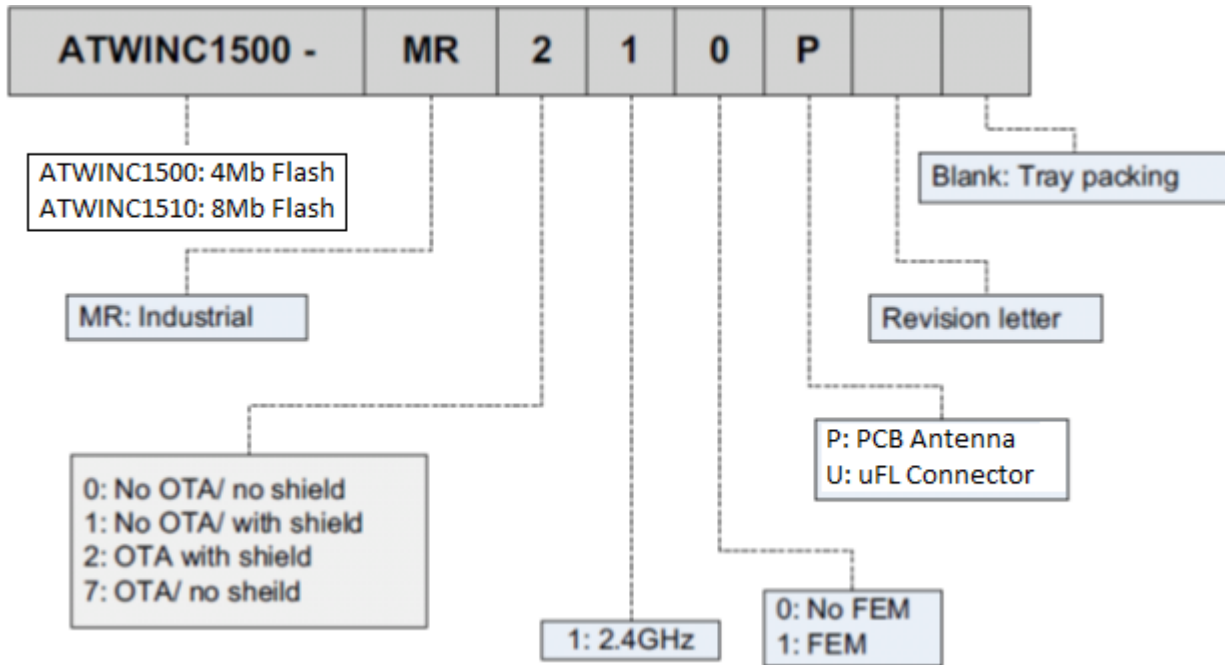 ATWINC1500 - MR 2 1 0 P
ATWINC1500: 4Mb Flash
ATWINC1510: 8Mb Flash
Blank: Tray packing
MR: Industrial
Revision letter
0: No OTA/ no shield
1: No OTA/ with shield
2: OTA with shield
7: OTA/ no sheild
P: PCB Antenna
U: uFL Connector
1: 2.4GHz
0: No FEM
1: FEM